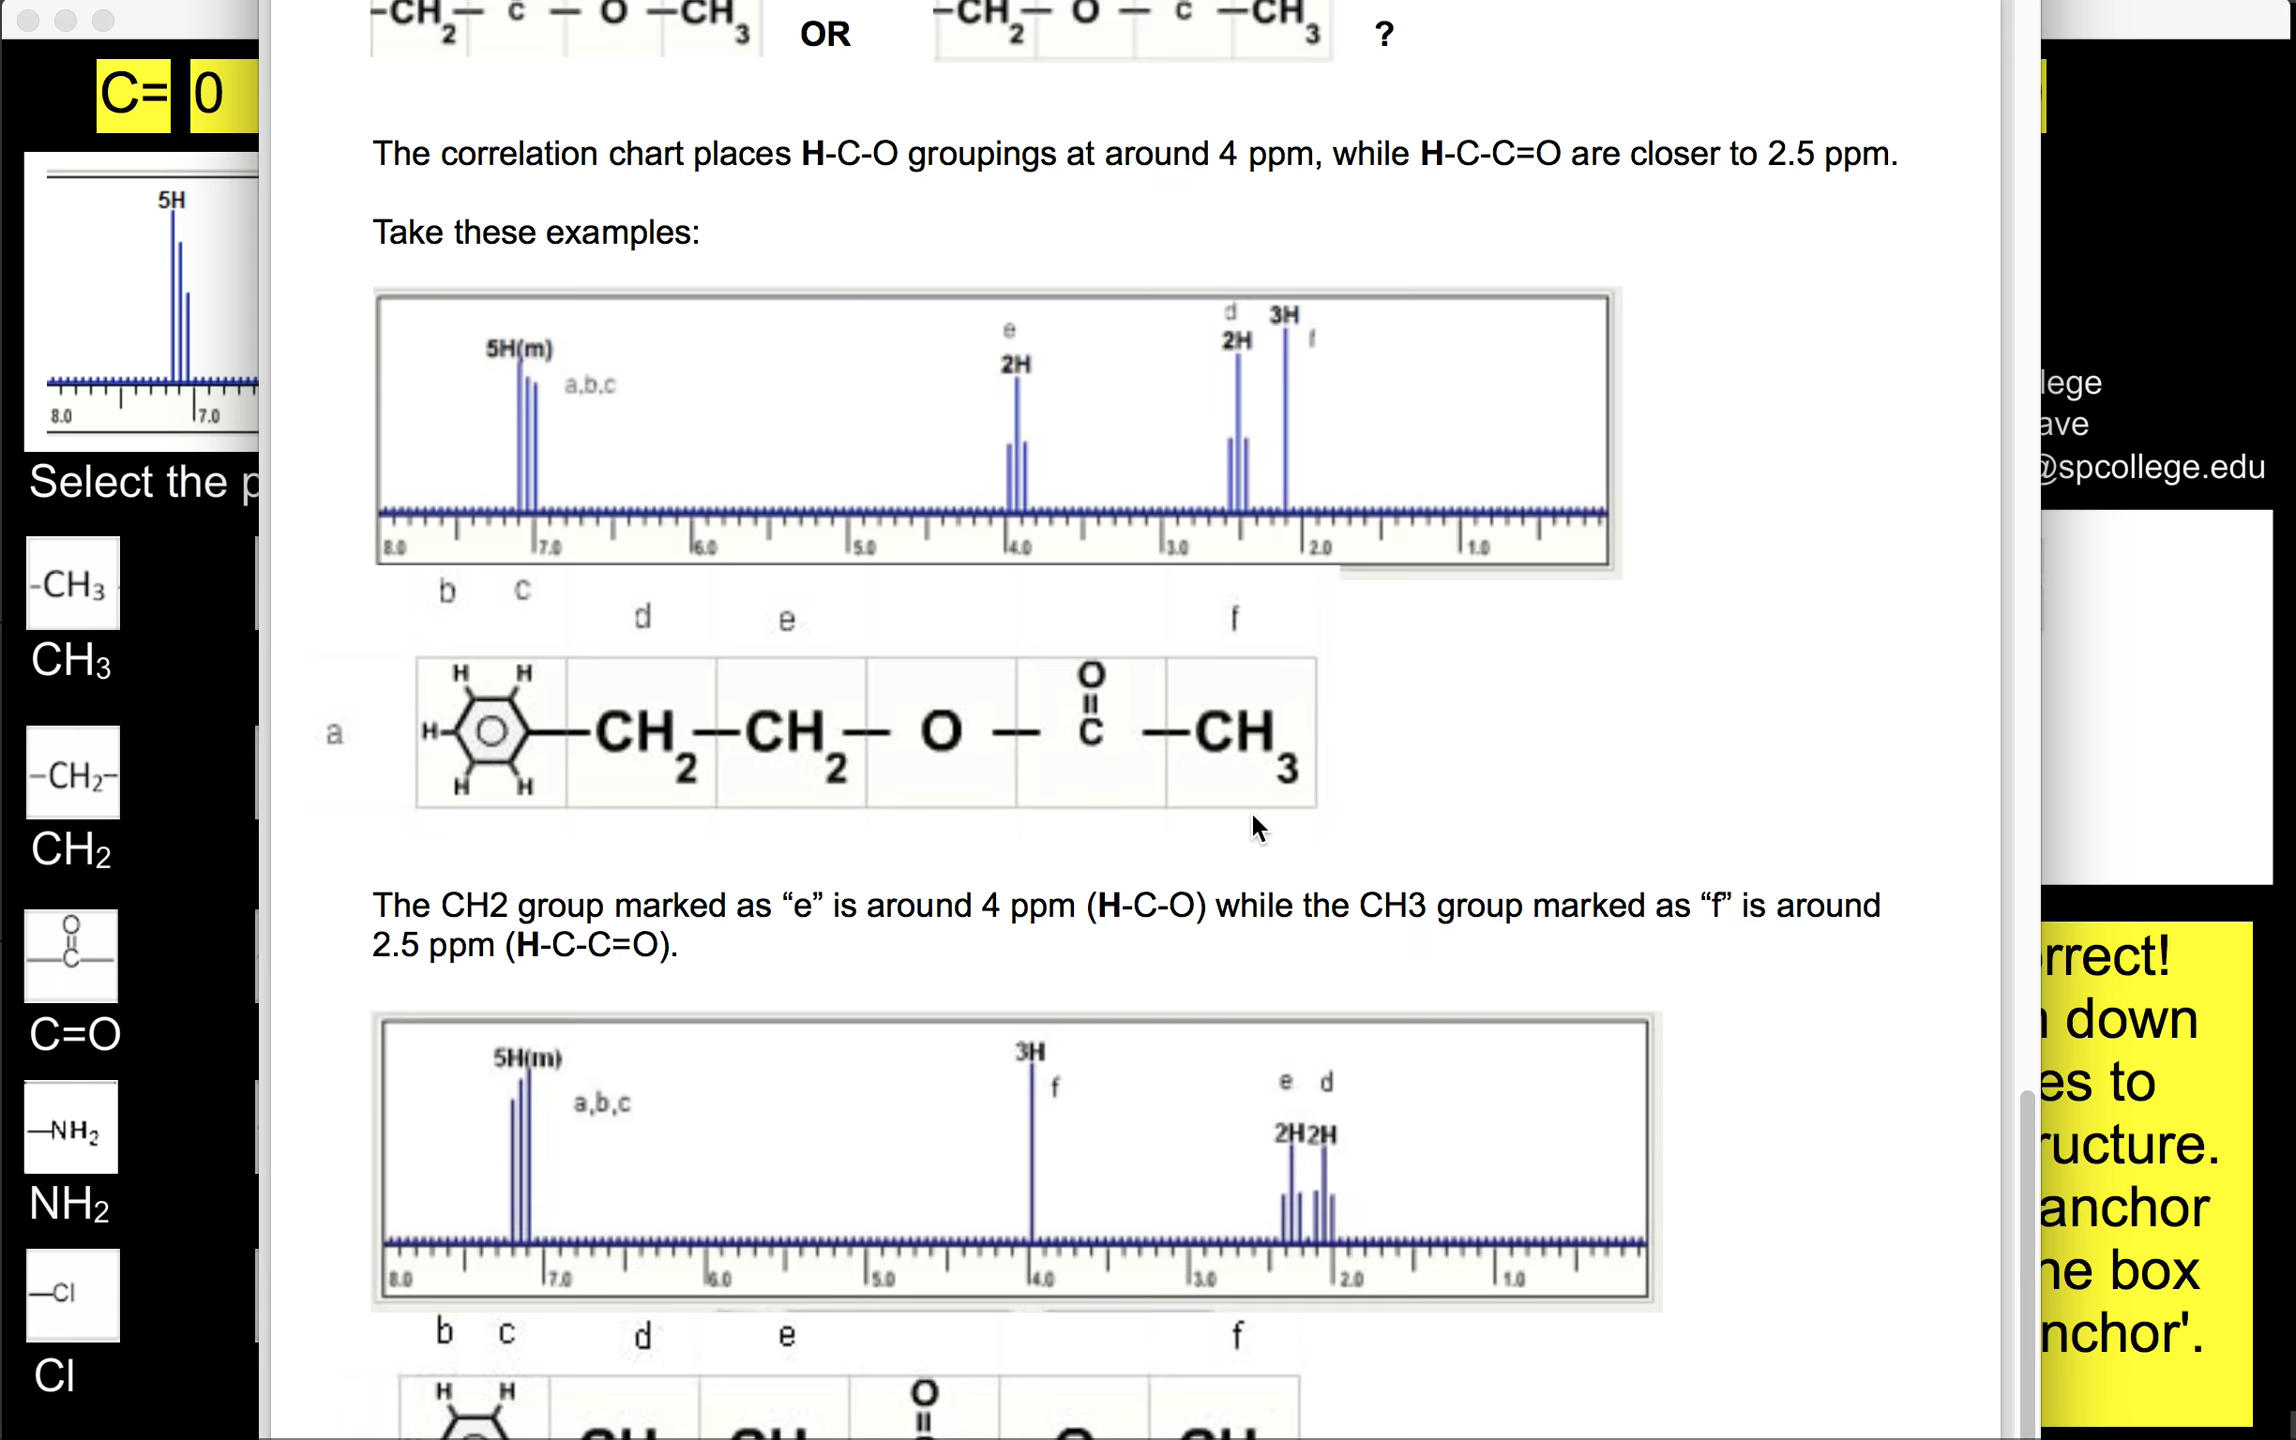 -CH2— C — O —CH3 OR -CH2— O — C —CH3 ?
C= 0
The correlation chart places H-C-O groupings at around 4 ppm, while H-C-C=O are closer to 2.5 ppm.
Take these examples:
5H
8.0 7.0
Select the p
-CH3
CH3
-CH2-
CH2
O
C
C=O
—NH2
NH2
—Cl
Cl
5H(m) a,b,c e 2H d 2H 3H f
8.0 7.0 6.0 5.0 4.0 3.0 2.0 1.0
b c d e f
a H H H H H —CH2—CH2— O — C —CH3
O
The CH2 group marked as “e” is around 4 ppm (H-C-O) while the CH3 group marked as “f” is around
2.5 ppm (H-C-C=O).
5H(m) a,b,c 3H f e d 2H 2H
8.0 7.0 6.0 5.0 4.0 3.0 2.0 1.0
b c d e f
H H O
lege
ave
@spcollege.edu
rrect!
down
es to
ructure.
anchor
he box
nchor'.